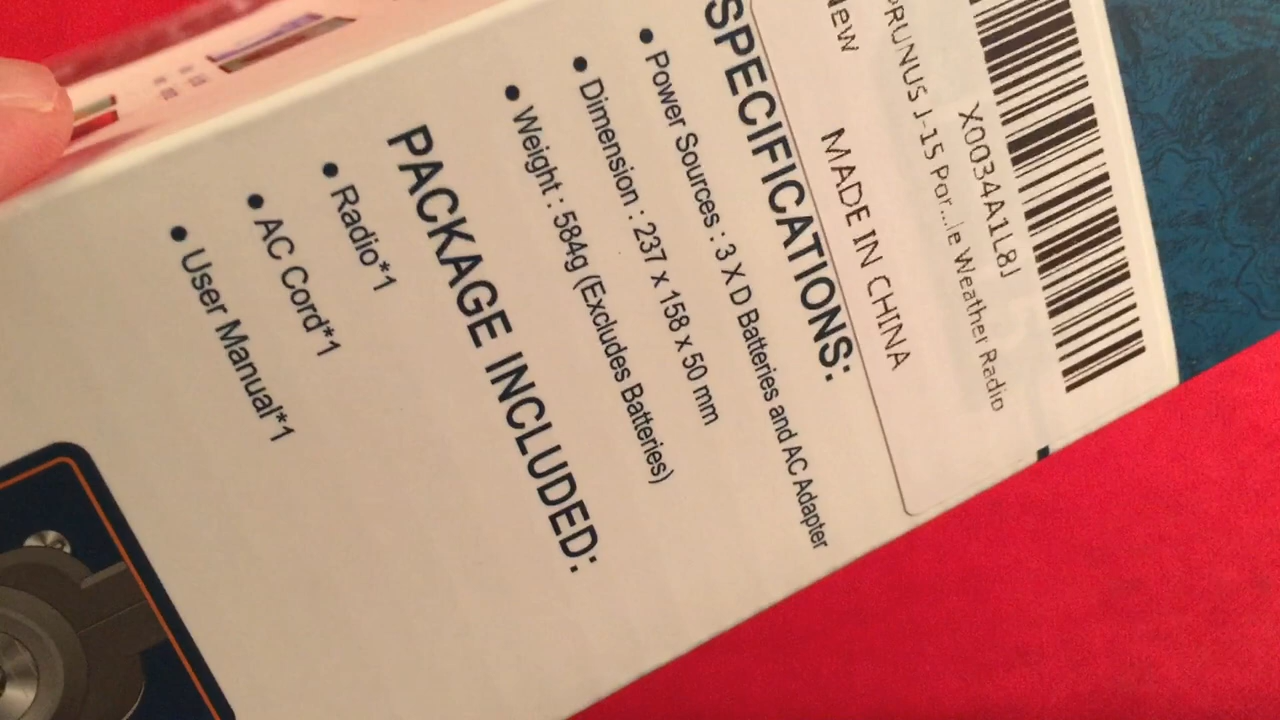 X0034A1L8J
PRUNUS J-15 Por...le Weather Radio
New
MADE IN CHINA
SPECIFICATIONS:
• Power Sources : 3 X D Batteries and AC Adapter
• Dimension : 237 x 158 x 50 mm
• Weight : 584g (Excludes Batteries)
PACKAGE INCLUDED:
• Radio*1
• AC Cord*1
• User Manual*1